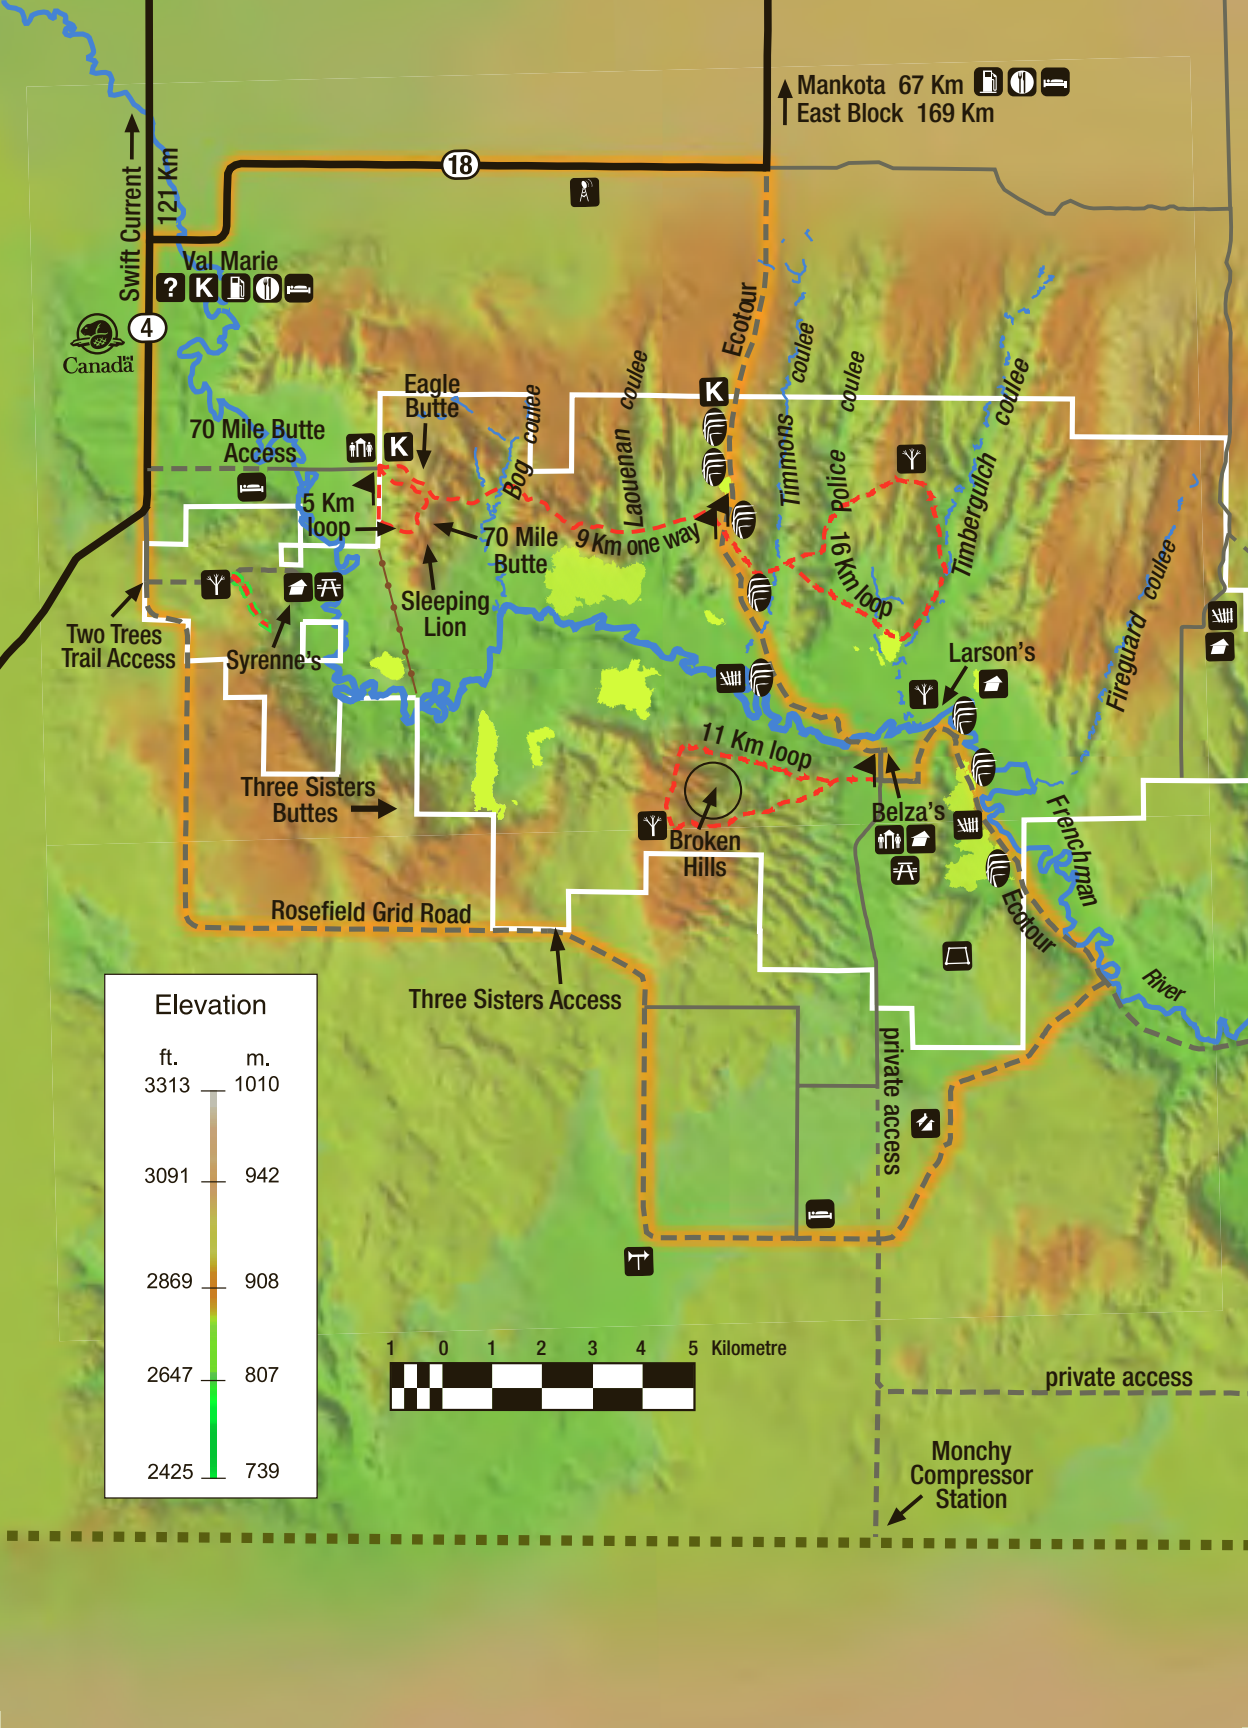 Mankota 67 Km
East Block 169 Km
18
Swift Current
121 Km
Val Marie
?
K
4
Canada
Eagle
Butte
70 Mile Butte
Access
K
5 Km
loop
70 Mile
Butte
Sleeping
Lion
Bog coulee
Laouenan coulee
9 Km one way
Ecotour
K
Timmons coulee
Police coulee
16 Km loop
Timbergulch coulee
Fireguard coulee
Two Trees
Trail Access
Syrenne's
Larson's
11 Km loop
Three Sisters
Buttes
Broken
Hills
Belza's
Frenchman River
Ecotour
Rosefield Grid Road
Three Sisters Access
private access
Elevation
ft. m.
3313 1010
3091 942
2869 908
2647 807
2425 739
1 0 1 2 3 4 5 Kilometre
private access
Monchy
Compressor
Station